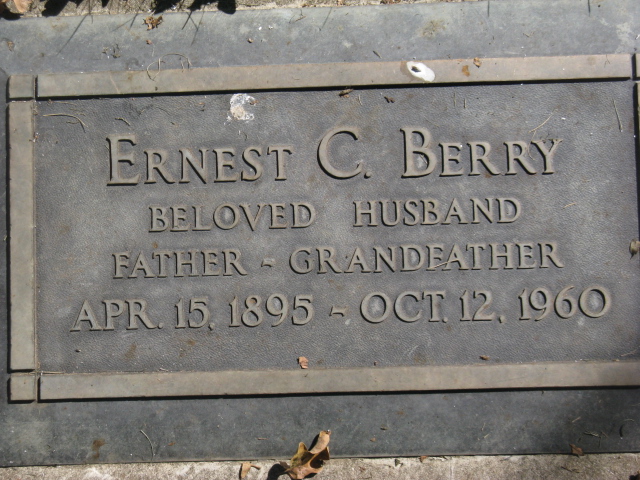 ERNEST C. BERRY
BELOVED HUSBAND
FATHER - GRANDFATHER
APR. 15, 1895 - OCT. 12, 1960